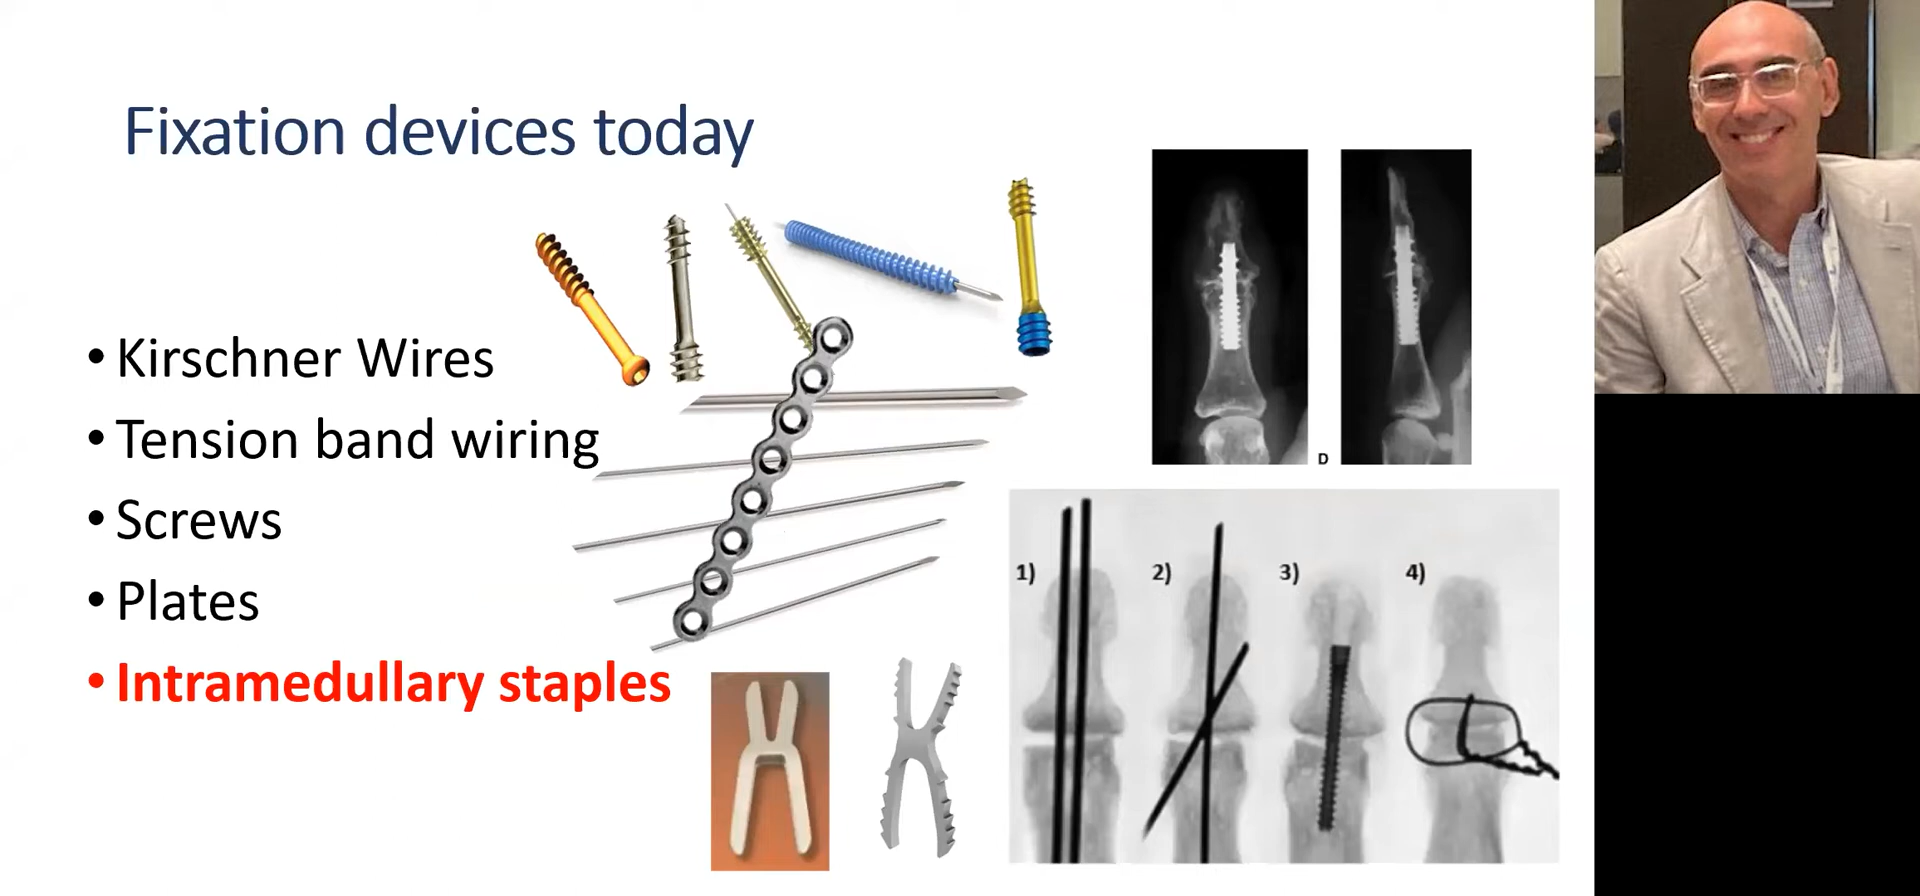 Fixation devices today
• Kirschner Wires
• Tension band wiring
• Screws
• Plates
• Intramedullary staples
D
1) 2) 3) 4)